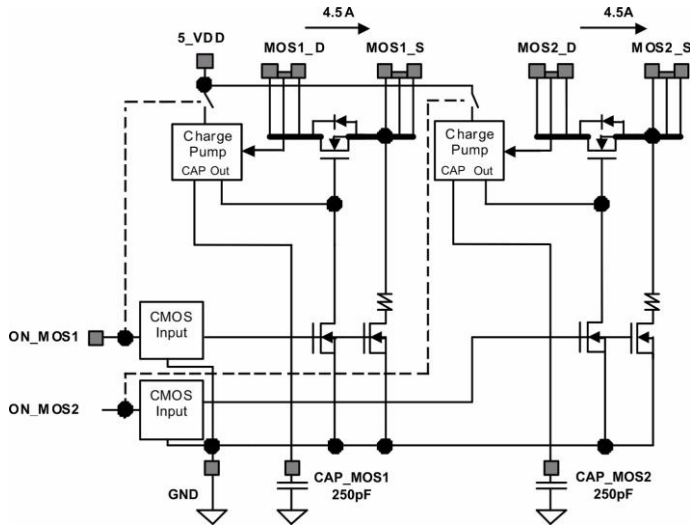 4.5A
4.5A
5_VDD
MOS1_D
MOS1_S
MOS2_D
MOS2_S
Charge
Pump
CAP Out
Charge
Pump
CAP Out
ON_MOS1
CMOS
Input
ON_MOS2
CMOS
Input
GND
CAP_MOS1
250pF
CAP_MOS2
250pF